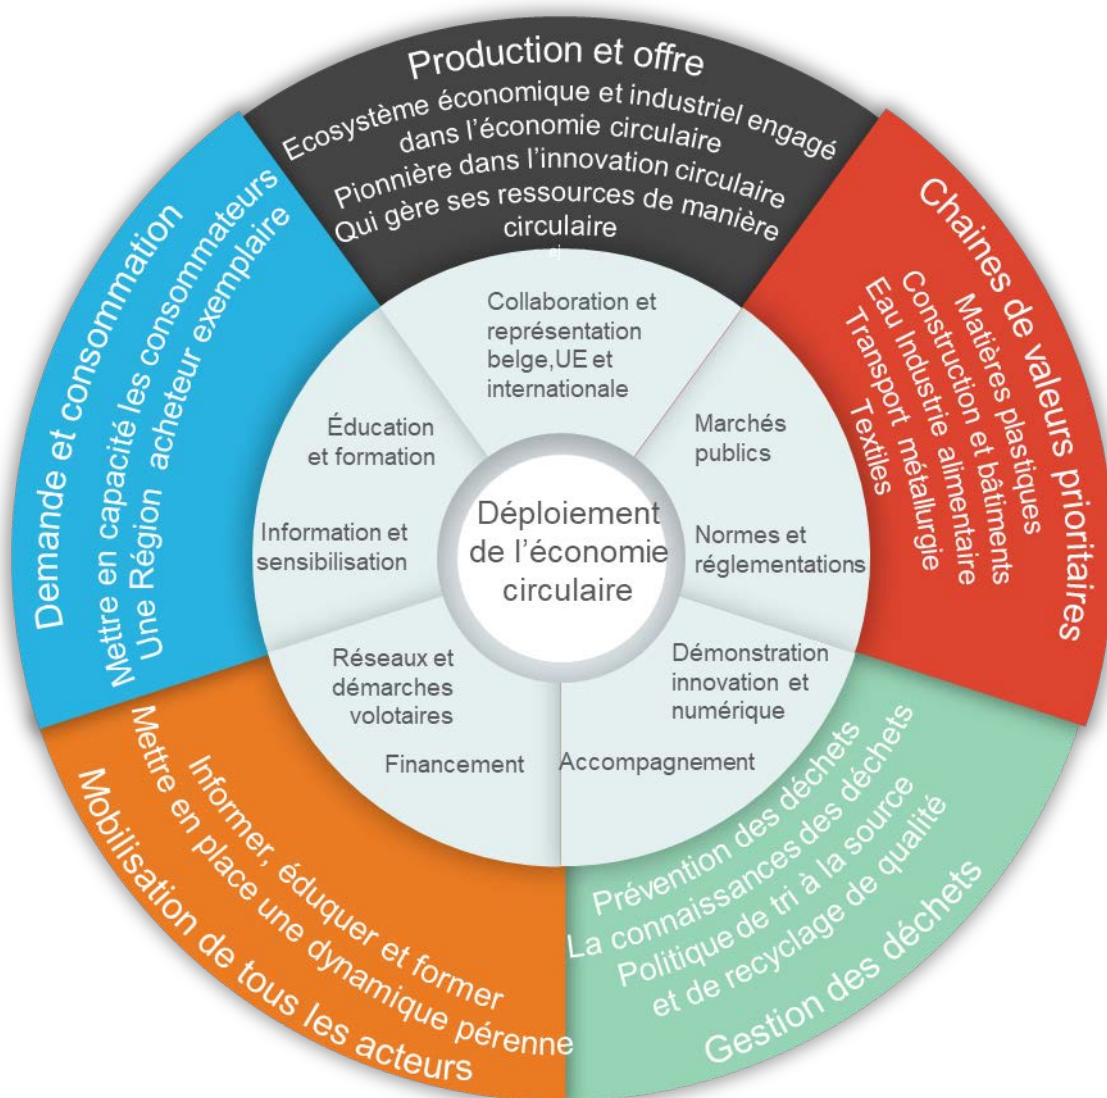 Production et offre
Ecosystème économique et industriel engagé
dans l'économie circulaire
Pionnière dans l'innovation circulaire
Qui gère ses ressources de manière
circulaire
Chaines de valeurs prioritaires
Matières plastiques
Construction et bâtiments
Eau Industrie alimentaire
Transport métallurgie
Textiles
Prévention des déchets
La connaissances des déchets
Politique de tri à la source
et de recyclage de qualité
Gestion des déchets
Informer, éduquer et former
Mettre en place une dynamique pérenne
Mobilisation de tous les acteurs
Demande et consommation
Mettre en capacité les consommateurs
Une Région acheteur exemplaire
Collaboration et
représentation
belge,UE et
internationale
Marchés
publics
Normes et
réglementations
Démonstration
innovation et
numérique
Accompagnement
Financement
Réseaux et
démarches
volotaires
Information et
sensibilisation
Éducation
et formation
Déploiement
de l'économie
circulaire